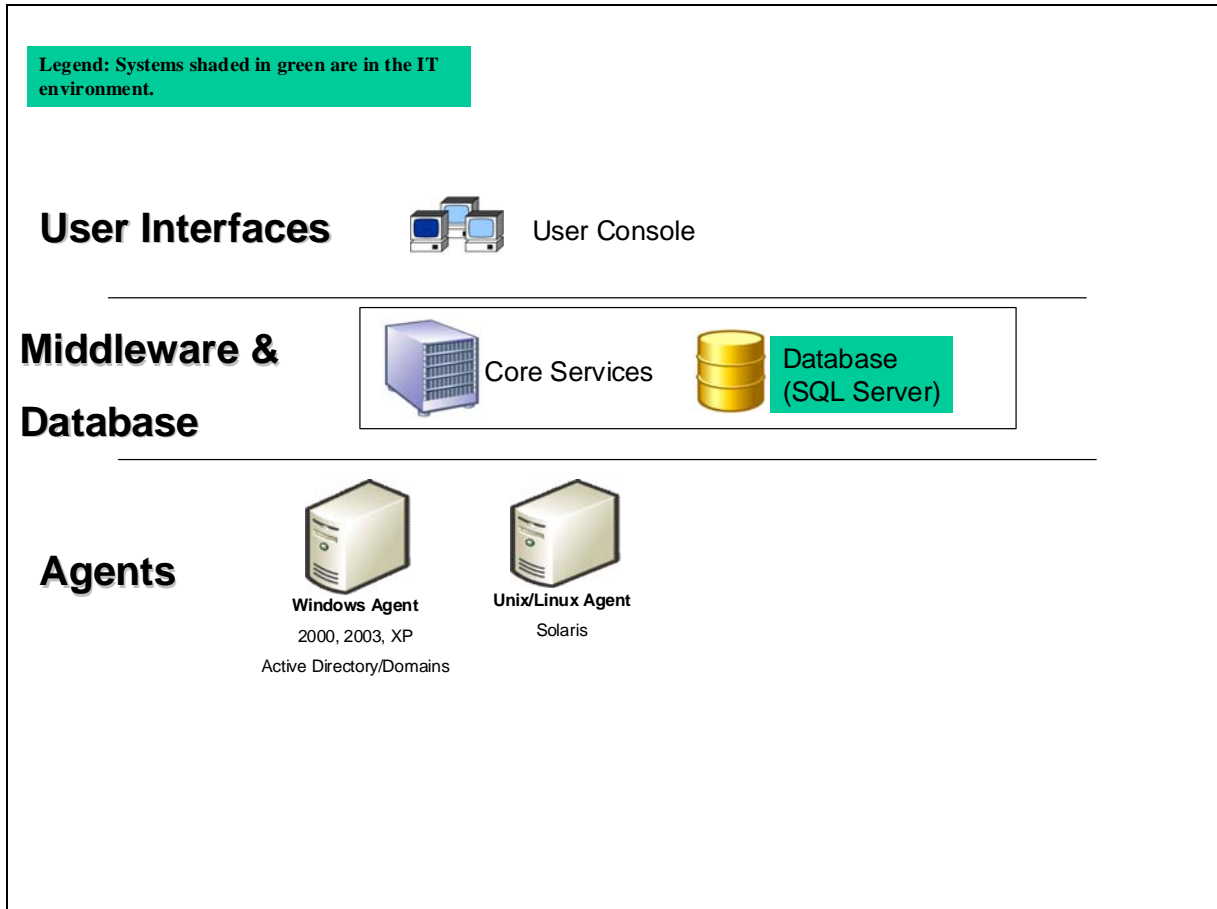 Legend: Systems shaded in green are in the IT
environment.
User Interfaces
User Console
Middleware &
Database
Core Services
Database
(SQL Server)
Agents
Windows Agent
2000, 2003, XP
Active Directory/Domains
Unix/Linux Agent
Solaris